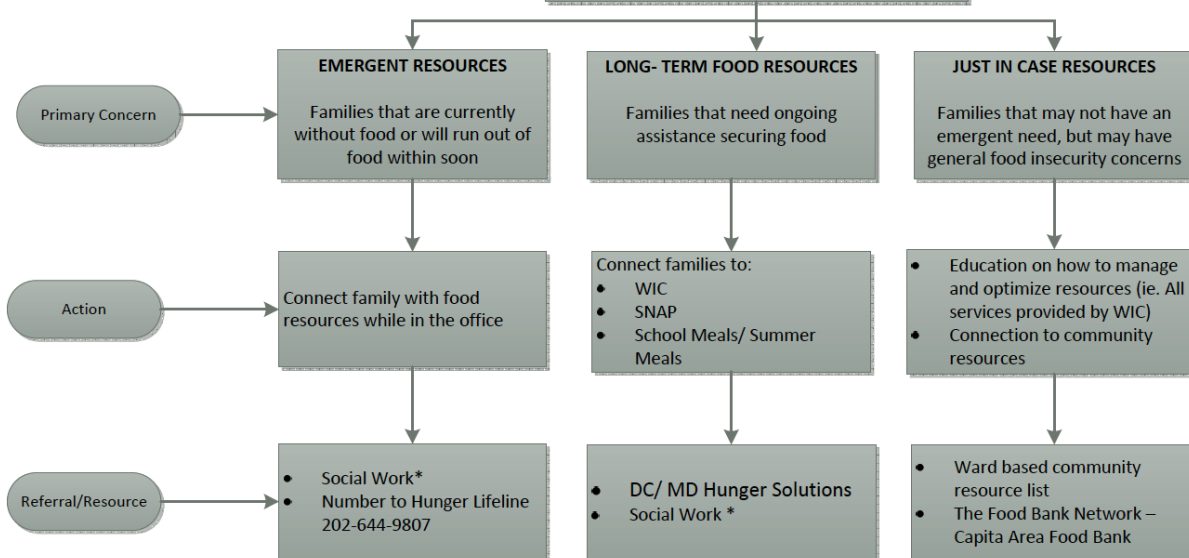 EMERGENT RESOURCES
Families that are currently
without food or will run out of
food within soon
LONG- TERM FOOD RESOURCES
Families that need ongoing
assistance securing food
JUST IN CASE RESOURCES
Families that may not have an
emergent need, but may have
general food insecurity concerns
Primary Concern
Action
Connect family with food
resources while in the office
Connect families to:
• WIC
• SNAP
• School Meals/ Summer
Meals
• Education on how to manage
and optimize resources (ie. All
services provided by WIC)
• Connection to community
resources
Referral/Resource
• Social Work*
• Number to Hunger Lifeline
202-644-9807
• DC/ MD Hunger Solutions
• Social Work *
• Ward based community
resource list
• The Food Bank Network –
Capita Area Food Bank